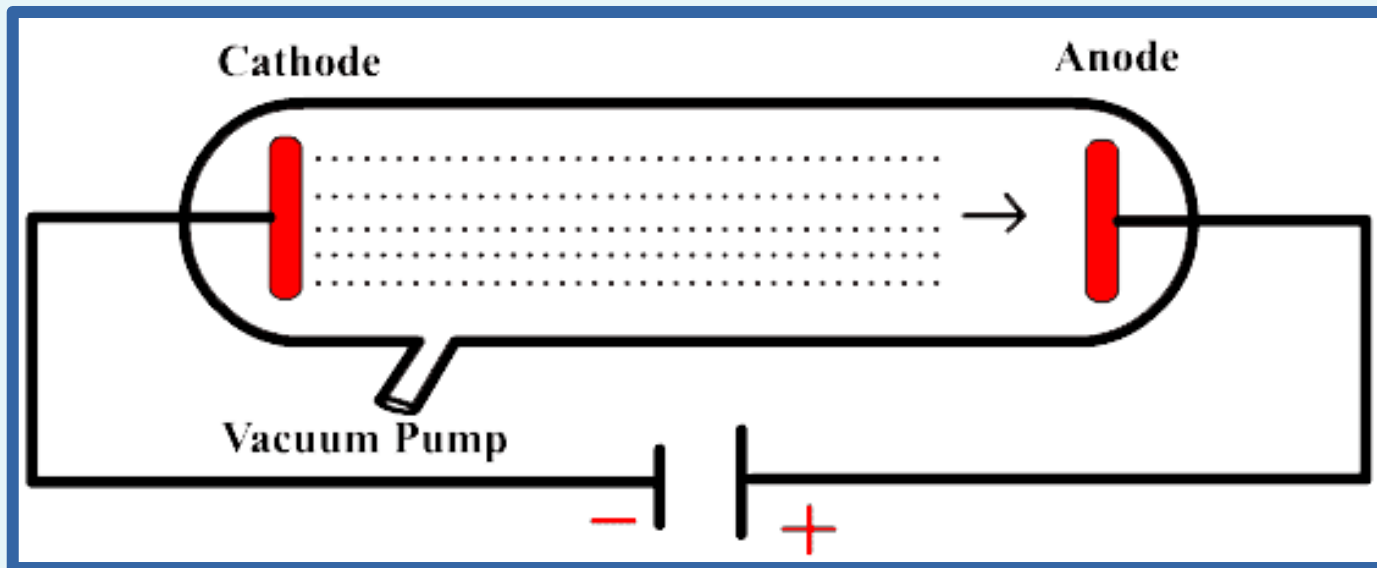 Cathode
Anode
Vacuum Pump
− +